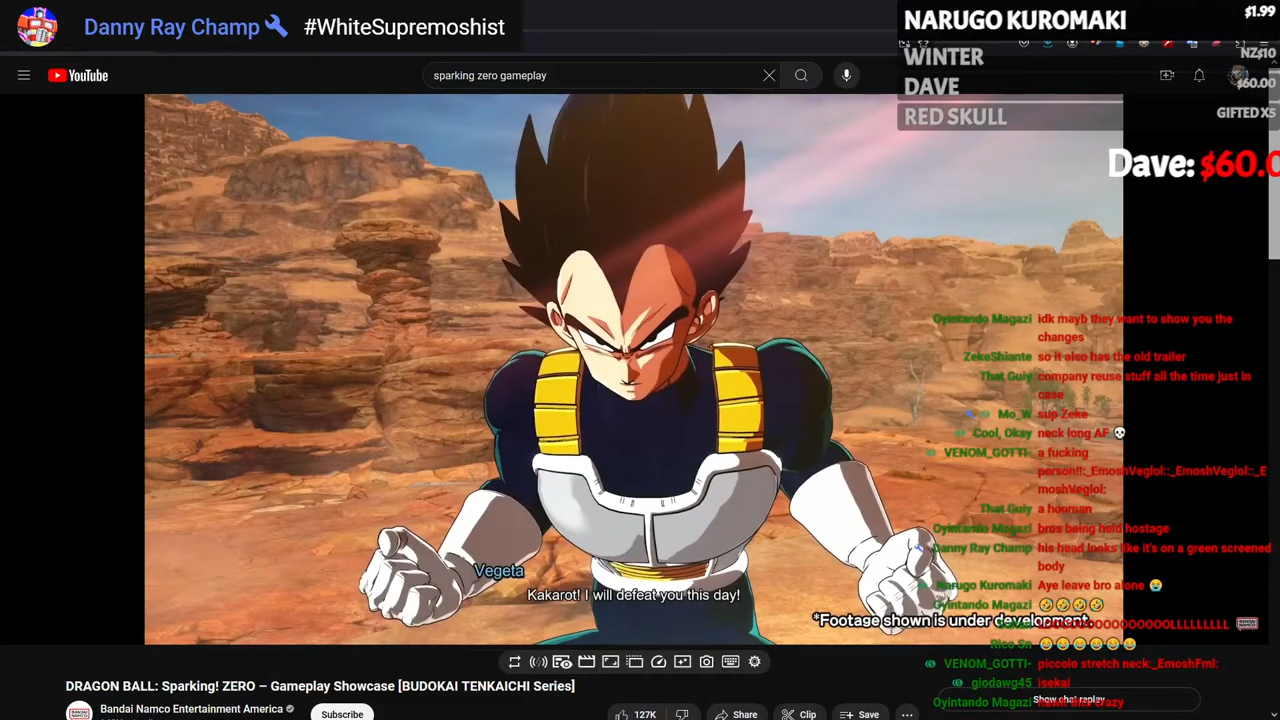 Danny Ray Champ #WhiteSupremoshist
NARUGO KUROMAKI $1.99
WINTER NZ$10
DAVE $60.00
RED SKULL GIFTED X5
YouTube
sparking zero gameplay
Dave: $60.0
Oyintando Magazi idk mayb they want to show you the
changes
ZekeShiante so it also has the old trailer
That Guiy company reuse stuff all the time just in
case
Mo_W sup Zeke
Cool, Okay neck long AF 💀
VENOM_GOTTI- a fucking
person!!:_EmoshVeglol::_EmoshVeglol::_E
moshVeglol:
That Guiy a hooman
Oyintando Magazi bros being held hostage
Danny Ray Champ his head looks like it's on a green screened
body
Narugo Kuromaki Aye leave bro alone 😭
Oyintando Magazi 🤣🤣🤣🤣
Rico Sn 😂😂😂😂😂😂
VENOM_GOTTI- piccolo stretch neck:_EmoshFml:
giodawg45 isekai
Oyintando Magazi crazy
Vegeta
Kakarot! I will defeat you this day!
*Footage shown is under development.
DRAGON BALL: Sparking! ZERO – Gameplay Showcase [BUDOKAI TENKAICHI Series]
Bandai Namco Entertainment America
Subscribe
127K
Share
Clip
Save
Show chat replay